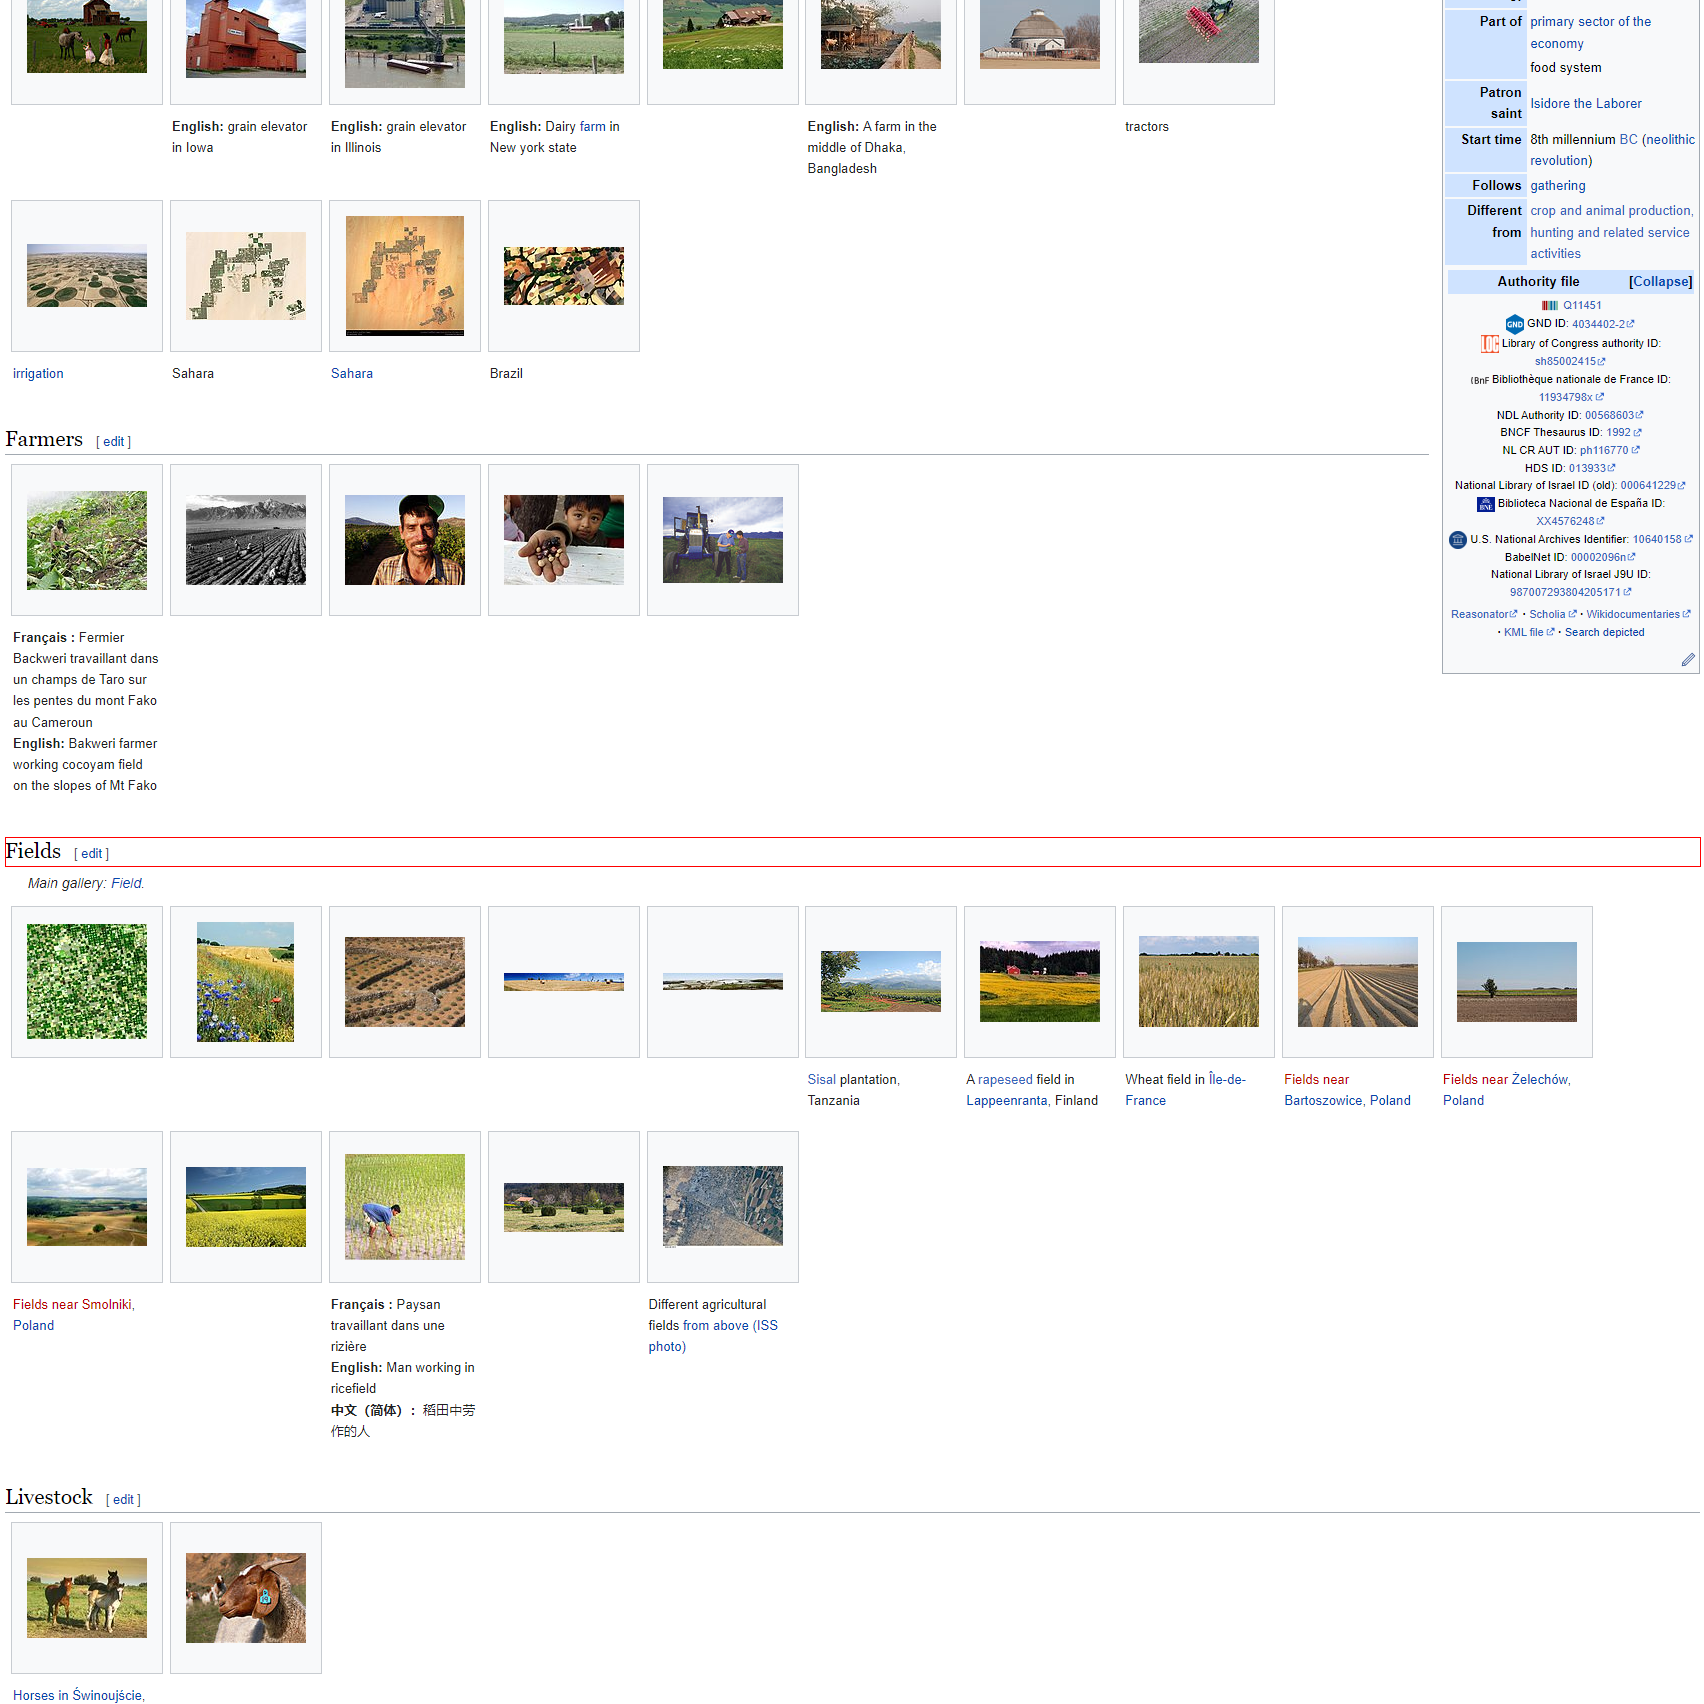 English: grain elevator
in Iowa
English: grain elevator
in Illinois
English: Dairy farm in
New york state
English: A farm in the
middle of Dhaka,
Bangladesh
tractors
irrigation
Sahara
Sahara
Brazil
Farmers [ edit ]
Français : Fermier
Backweri travaillant dans
un champs de Taro sur
les pentes du mont Fako
au Cameroun
English: Bakweri farmer
working cocoyam field
on the slopes of Mt Fako
Fields [ edit ]
Main gallery: Field.
Sisal plantation,
Tanzania
A rapeseed field in
Lappeenranta, Finland
Wheat field in Île-de-
France
Fields near
Bartoszowice, Poland
Fields near Żelechów,
Poland
Fields near Smolniki,
Poland
Français : Paysan
travaillant dans une
rizière
English: Man working in
ricefield
中文（简体）： 稻田中劳
作的人
Different agricultural
fields from above (ISS
photo)
Livestock [ edit ]
Horses in Świnoujście,
Part of primary sector of the
economy
food system
Patron
saint Isidore the Laborer
Start time 8th millennium BC (neolithic
revolution)
Follows gathering
Different
from crop and animal production,
hunting and related service
activities
Authority file [Collapse]
Q11451
GND GND ID: 4034402-2
LOC Library of Congress authority ID:
sh85002415
(BnF Bibliothèque nationale de France ID:
11934798x
NDL Authority ID: 00568603
BNCF Thesaurus ID: 1992
NL CR AUT ID: ph116770
HDS ID: 013933
National Library of Israel ID (old): 000641229
BNE Biblioteca Nacional de España ID:
XX4576248
U.S. National Archives Identifier: 10640158
BabelNet ID: 00002096n
National Library of Israel J9U ID:
987007293804205171
Reasonator · Scholia · Wikidocumentaries
· KML file · Search depicted